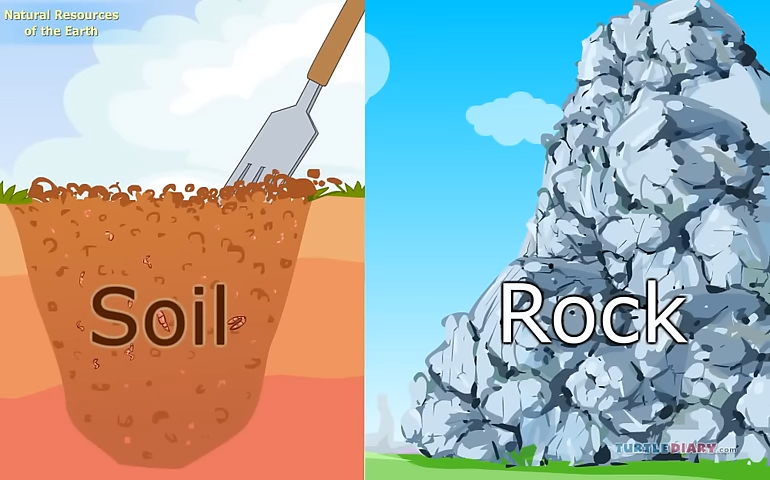 Natural Resources
of the Earth
Soil
Rock
TURTLEDIARY.com